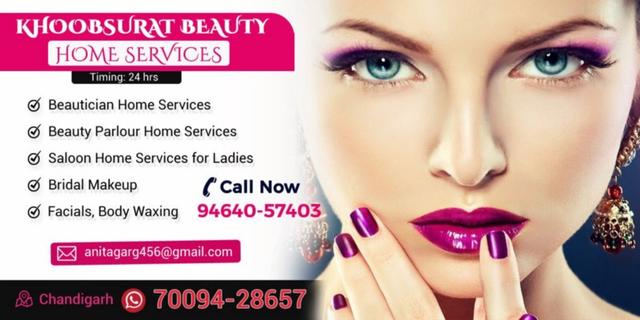 KHOOBSURAT BEAUTY
HOME SERVICES
Timing: 24 hrs
Beautician Home Services
Beauty Parlour Home Services
Saloon Home Services for Ladies
Bridal Makeup
Facials, Body Waxing
Call Now
94640-57403
anitagarg456@gmail.com
Chandigarh 70094-28657